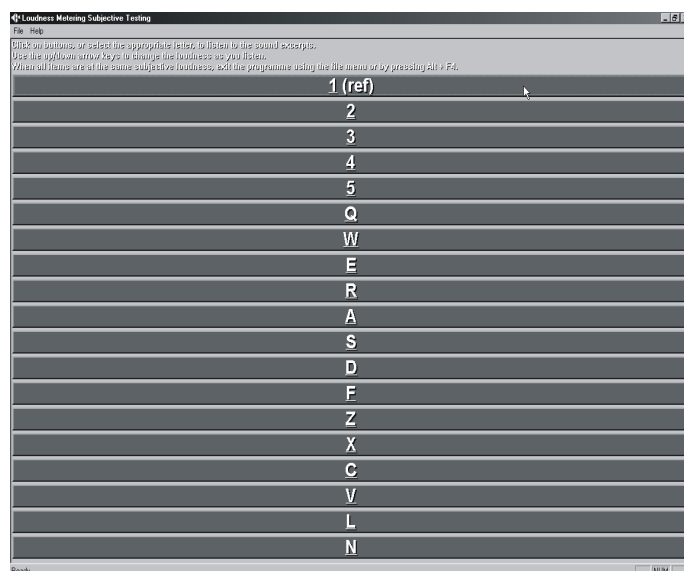 Loudness Metering Subjective Testing
File Help
Click on buttons, or select the appropriate letter, to listen to the sound excerpts.
Use the up/down arrow keys to change the loudness as you listen.
When all items are at the same subjective loudness, exit the programme using the file menu or by pressing Alt + F4.
1 (ref)
2
3
4
5
Q
W
E
R
A
S
D
F
Z
X
C
V
L
N
Ready NUM